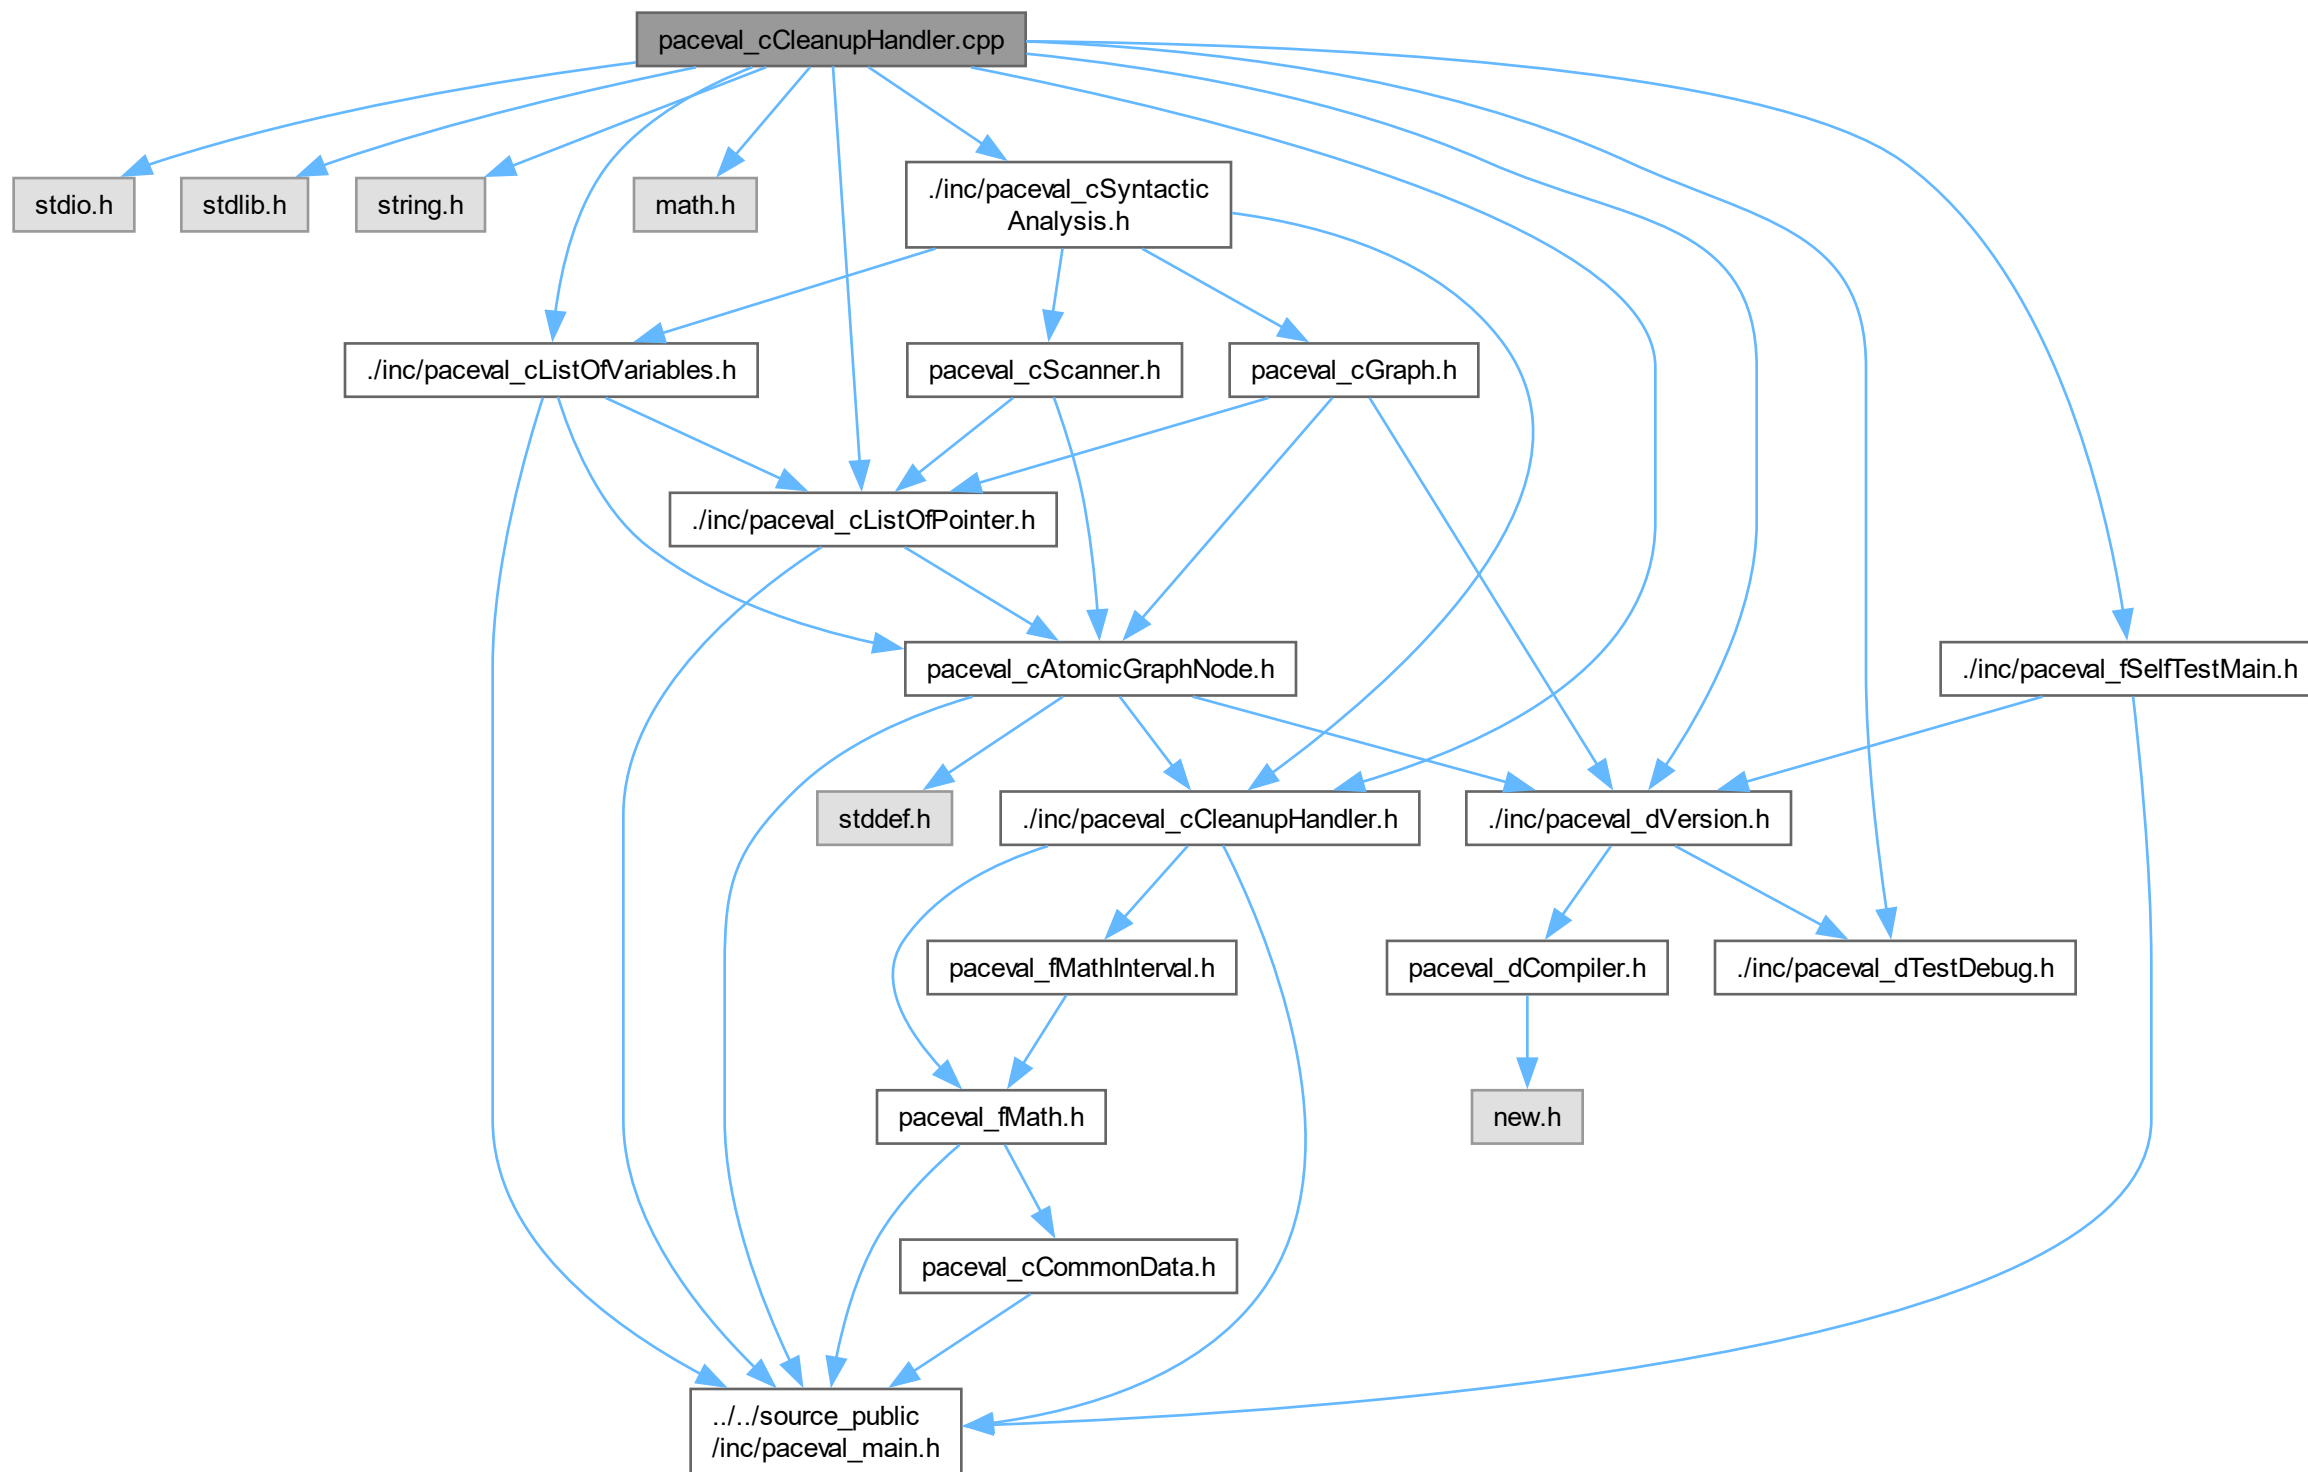 paceval_cCleanupHandler.cpp
stdio.h
stdlib.h
string.h
math.h
./inc/paceval_cSyntactic
Analysis.h
./inc/paceval_cListOfVariables.h
paceval_cScanner.h
paceval_cGraph.h
./inc/paceval_cListOfPointer.h
paceval_cAtomicGraphNode.h
./inc/paceval_fSelfTestMain.h
stddef.h
./inc/paceval_cCleanupHandler.h
./inc/paceval_dVersion.h
paceval_fMathInterval.h
paceval_dCompiler.h
./inc/paceval_dTestDebug.h
paceval_fMath.h
new.h
paceval_cCommonData.h
../../source_public
/inc/paceval_main.h